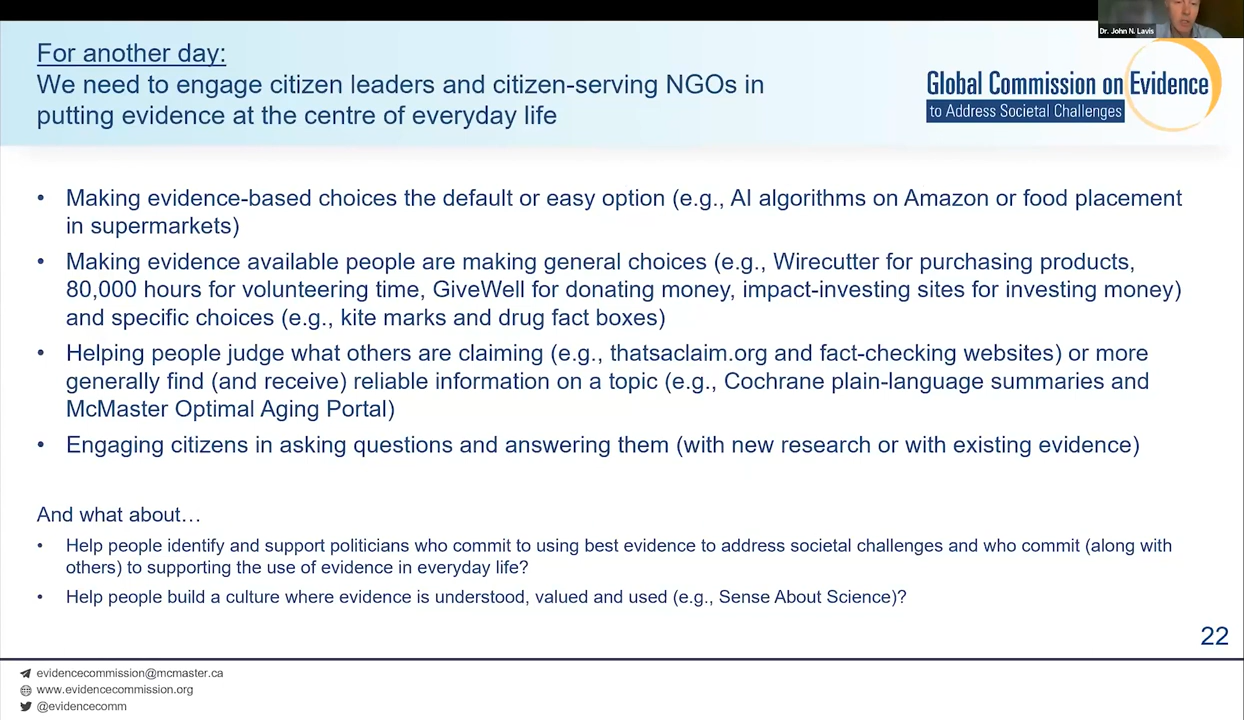 Dr. John N. Lavis
For another day:
We need to engage citizen leaders and citizen-serving NGOs in
putting evidence at the centre of everyday life
Global Commission on Evidence
to Address Societal Challenges
• Making evidence-based choices the default or easy option (e.g., AI algorithms on Amazon or food placement
in supermarkets)
• Making evidence available people are making general choices (e.g., Wirecutter for purchasing products,
80,000 hours for volunteering time, GiveWell for donating money, impact-investing sites for investing money)
and specific choices (e.g., kite marks and drug fact boxes)
• Helping people judge what others are claiming (e.g., thatsaclaim.org and fact-checking websites) or more
generally find (and receive) reliable information on a topic (e.g., Cochrane plain-language summaries and
McMaster Optimal Aging Portal)
• Engaging citizens in asking questions and answering them (with new research or with existing evidence)
And what about…
• Help people identify and support politicians who commit to using best evidence to address societal challenges and who commit (along with
others) to supporting the use of evidence in everyday life?
• Help people build a culture where evidence is understood, valued and used (e.g., Sense About Science)?
22
evidencecommission@mcmaster.ca
www.evidencecommission.org
@evidencecomm